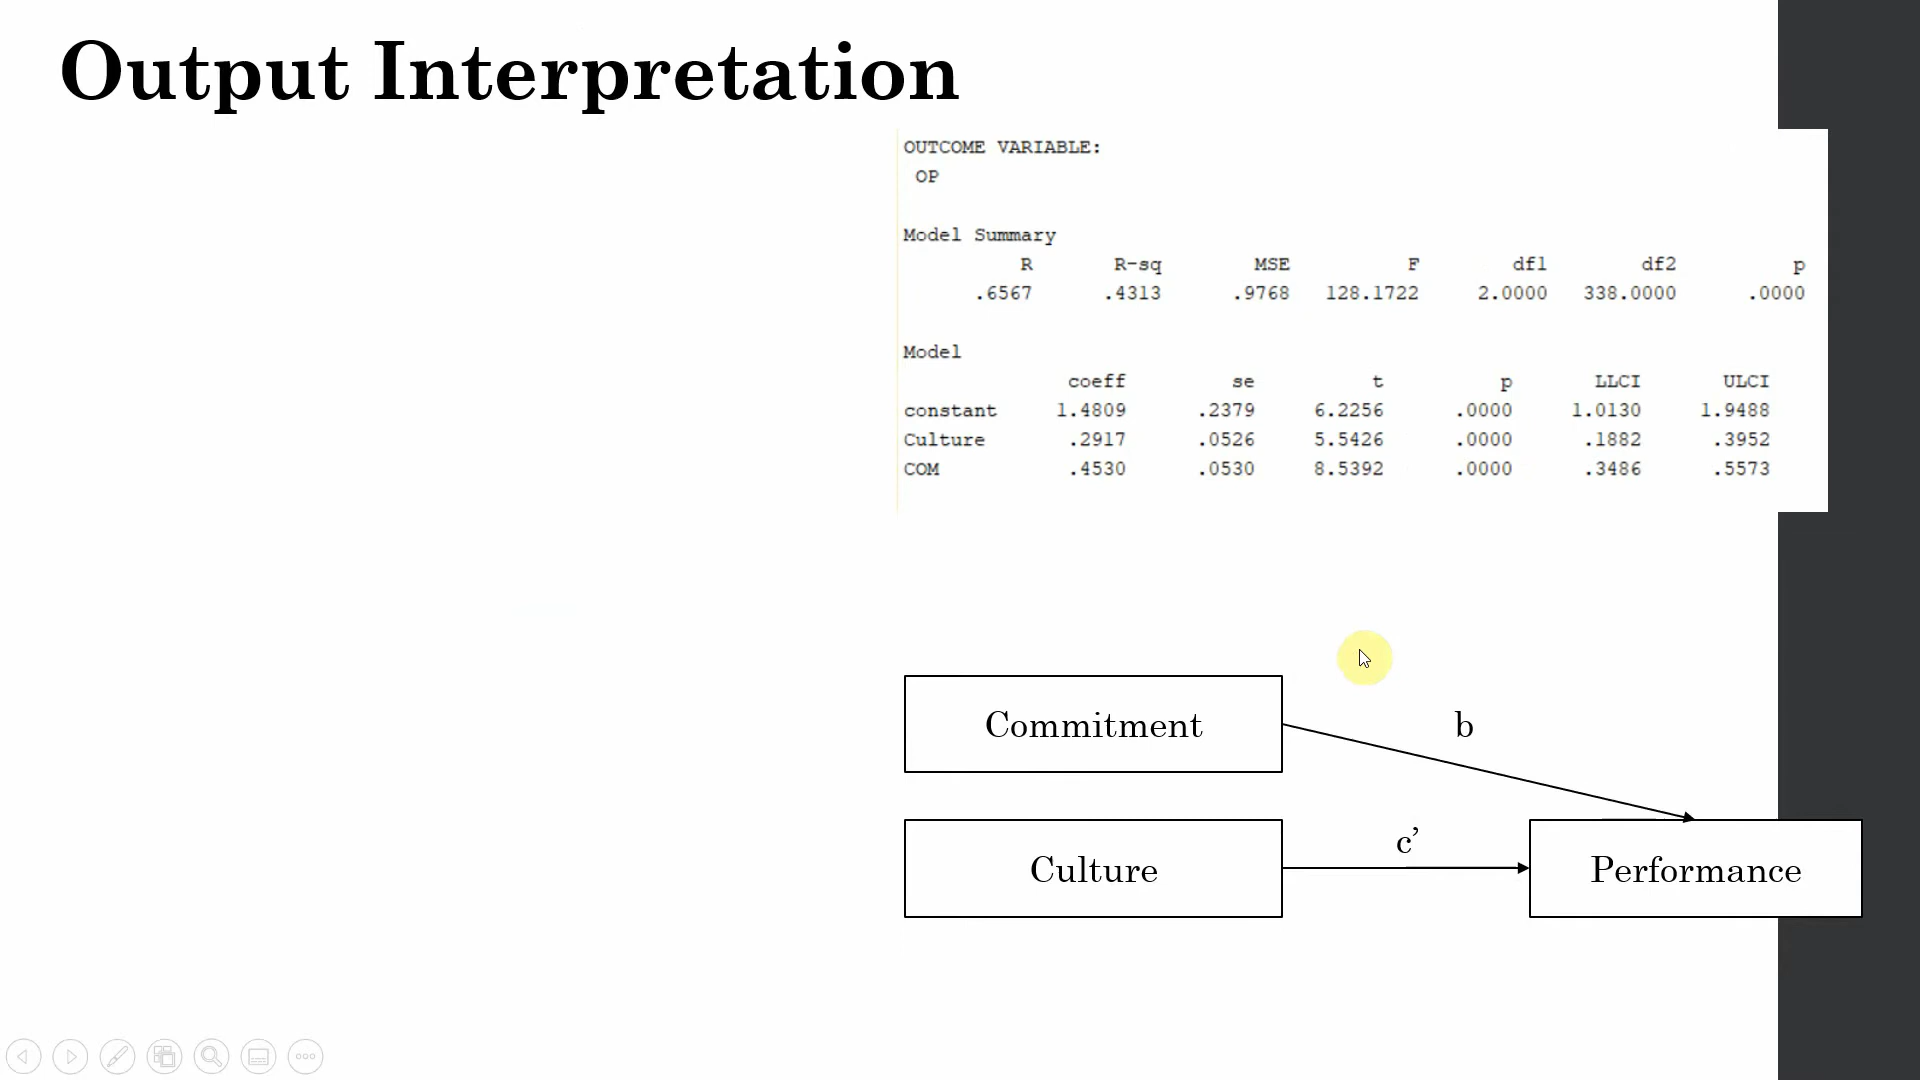 Output Interpretation
OUTCOME VARIABLE:
OP
Model Summary
R R-sq MSE F df1 df2 p
.6567 .4313 .9768 128.1722 2.0000 338.0000 .0000
Model
coeff se t p LLCI ULCI
constant 1.4809 .2379 6.2256 .0000 1.0130 1.9488
Culture .2917 .0526 5.5426 .0000 .1882 .3952
COM .4530 .0530 8.5392 .0000 .3486 .5573
Commitment
b
c’
Culture
Performance